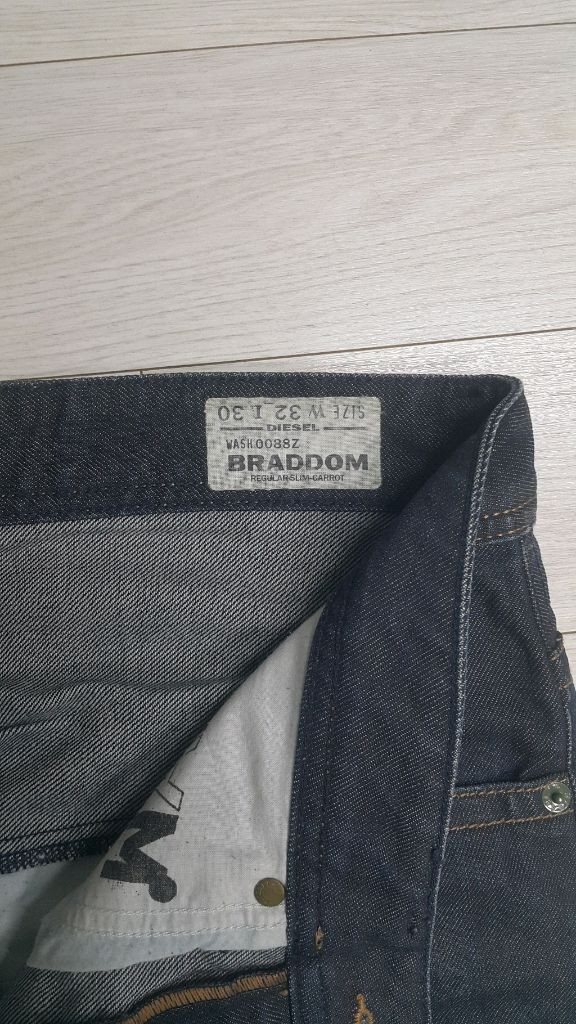 SIZE W 32 L 30
DIESEL
WASH.0088Z
BRADDOM
REGULAR SLIM-CARROT